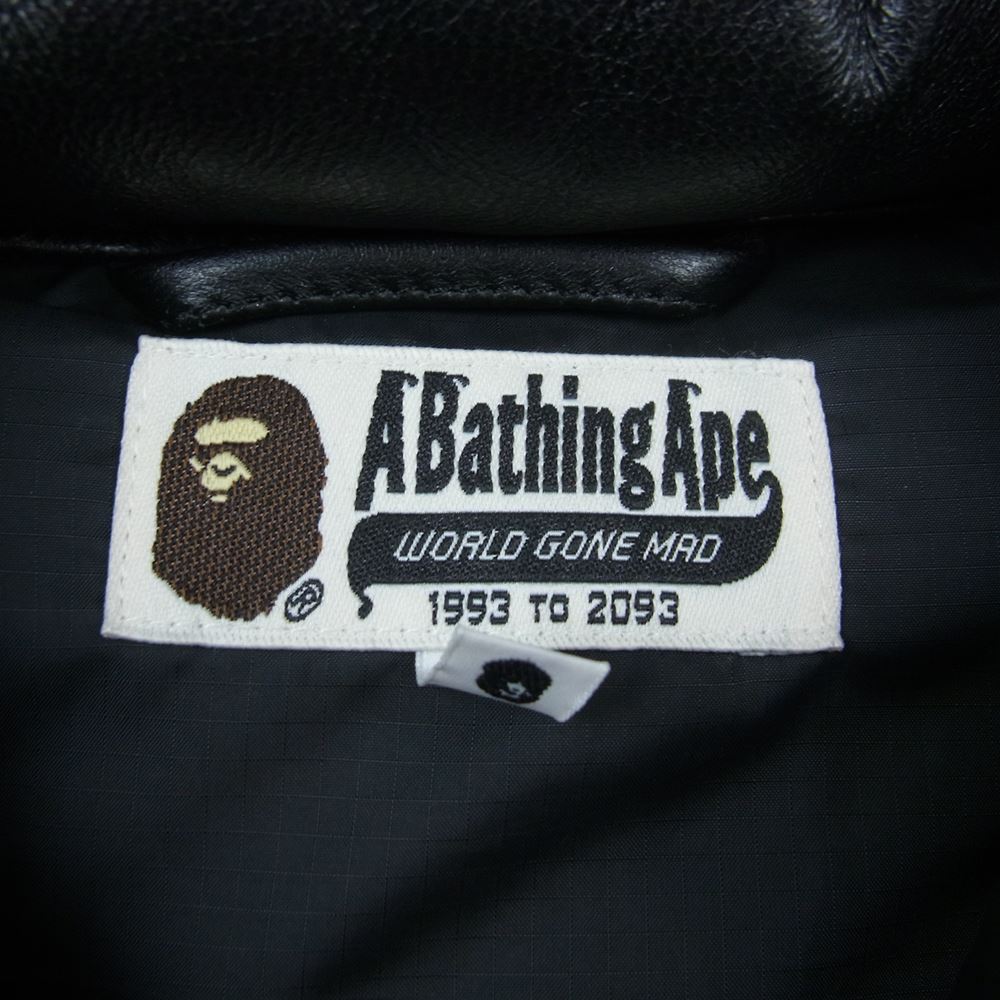 A Bathing Ape
WORLD GONE MAD
1993 TO 2093
®